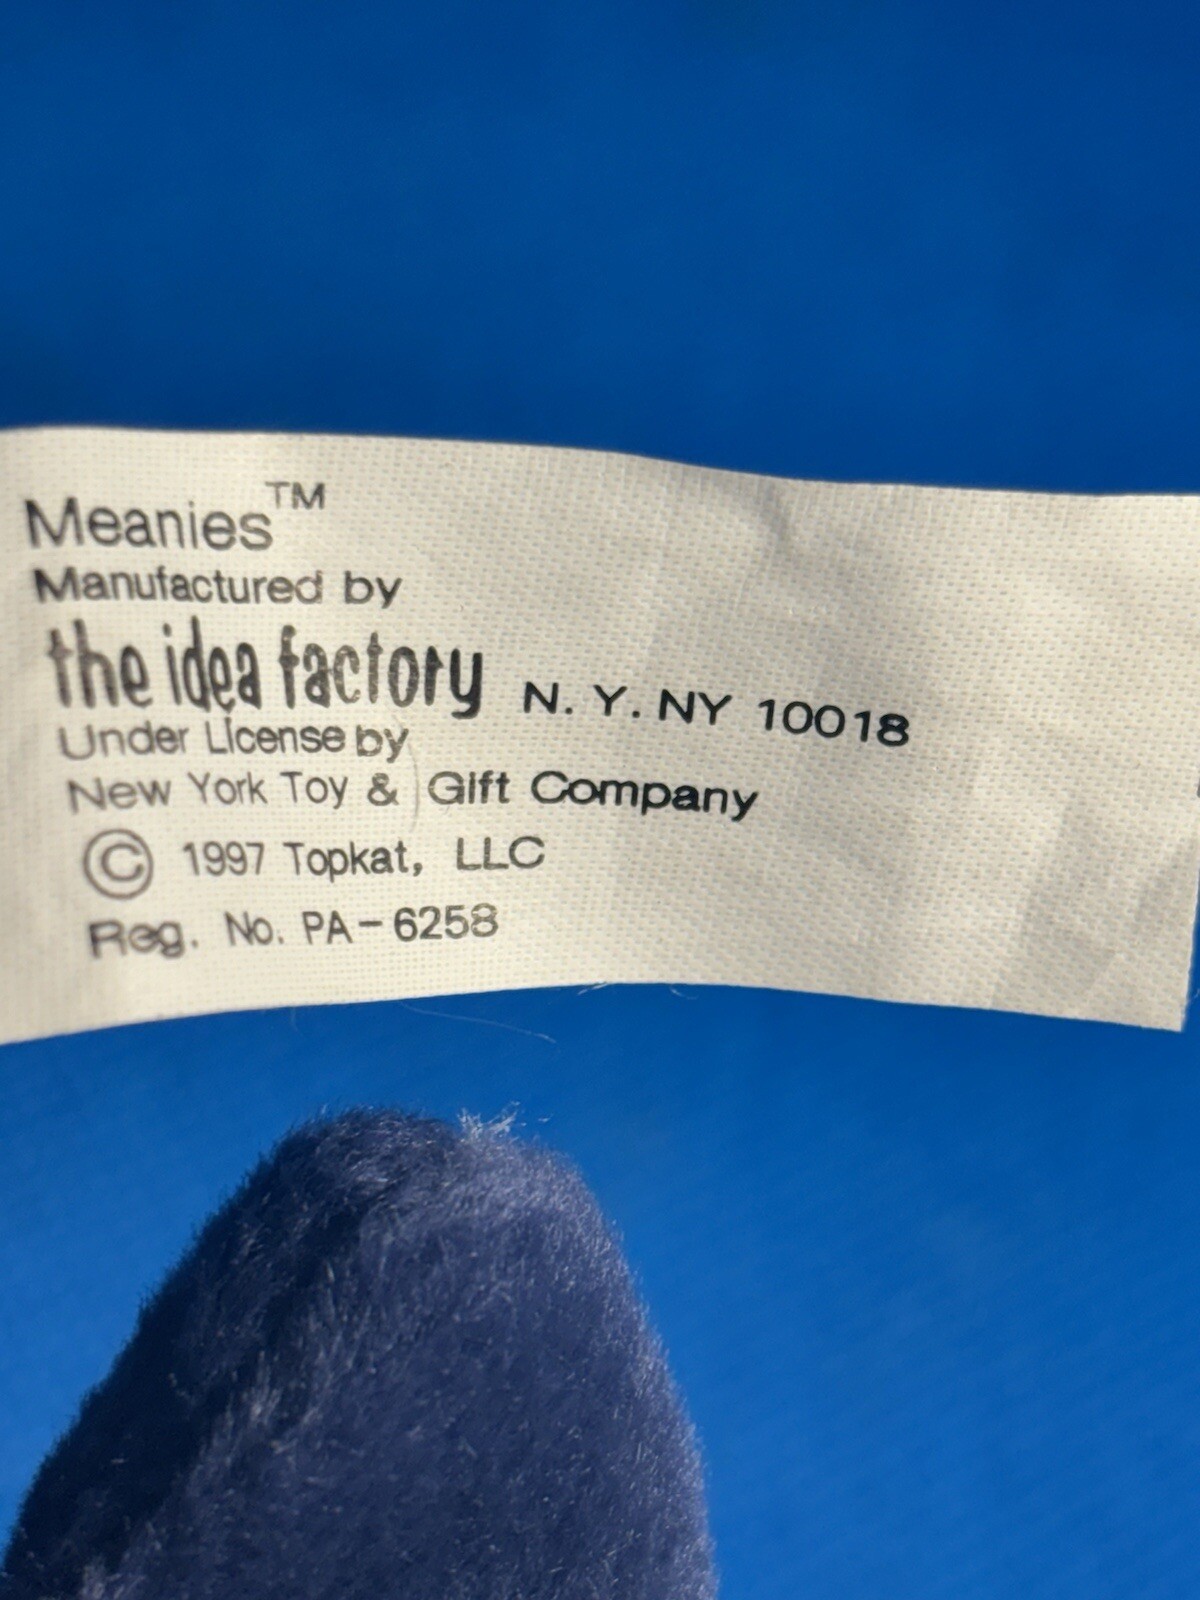 Meanies™
Manufactured by
the idea factory N. Y. NY 10018
Under License by
New York Toy & Gift Company
© 1997 Topkat, LLC
Reg. No. PA-6258